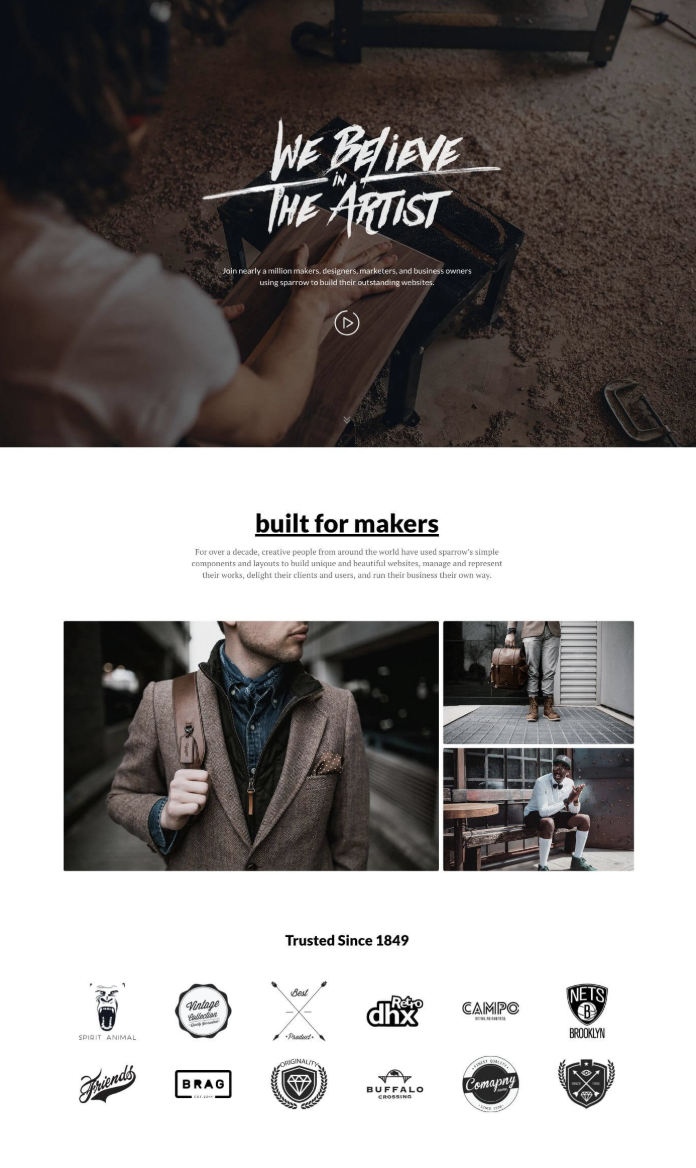 WE BElIEVE
IN
THE ARTIST
Join nearly a million makers, designers, marketers, and business owners
using sparrow to build their outstanding websites.
built for makers
For over a decade, creative people from around the world have used sparrow's simple
components and layouts to build unique and beautiful websites, manage and represent
their works, delight their clients and users, and run their business their own way.
Trusted Since 1849
SPIRIT ANIMAL
Vintage
Collection
Best
Product
Retro
dhx
CAMPO
NETS
B
BROOKLYN
Friends
BRAG
ORIGINALITY
BUFFALO
CROSSING
Comapny